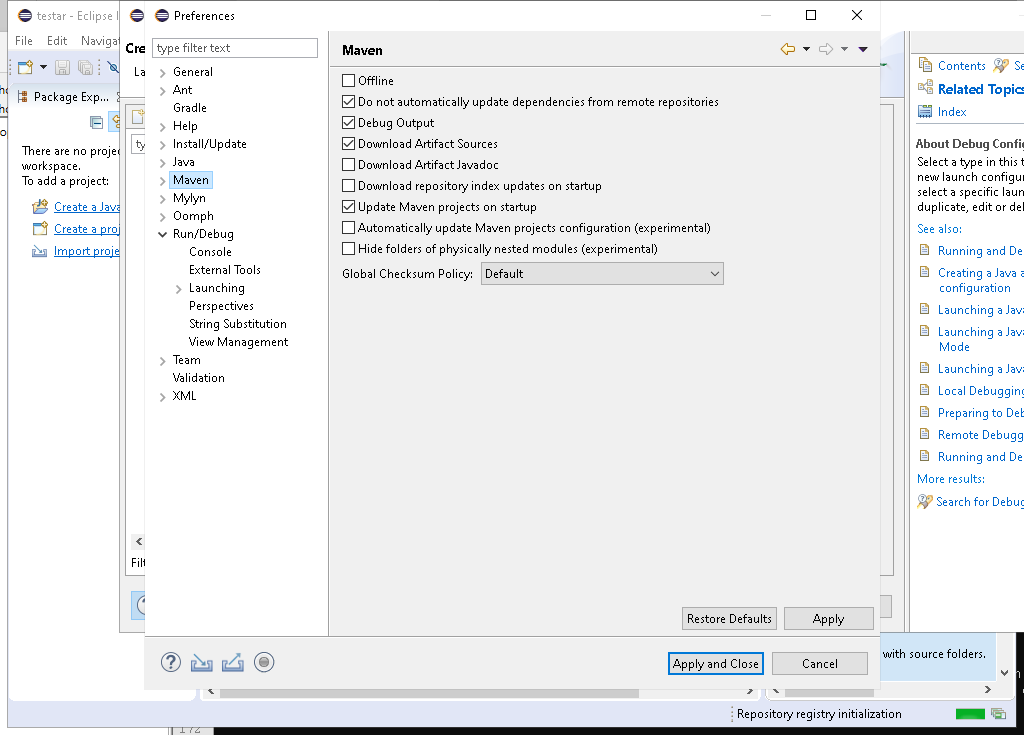 testar - Eclipse I
Preferences
File Edit Navigat
Cre
type filter text
Maven
La
Contents
Se
Related Topics
Index
Package Exp...
There are no projec
workspace.
To add a project:
Create a Java
Create a proj
Import proje
ty
General
Ant
Gradle
Help
Install/Update
Java
Maven
Mylyn
Oomph
Run/Debug
Console
External Tools
Launching
Perspectives
String Substitution
View Management
Team
Validation
XML
Offline
Do not automatically update dependencies from remote repositories
Debug Output
Download Artifact Sources
Download Artifact Javadoc
Download repository index updates on startup
Update Maven projects on startup
Automatically update Maven projects configuration (experimental)
Hide folders of physically nested modules (experimental)
Global Checksum Policy: Default
About Debug Config
Select a type in this t
new launch configur
select a specific laun
duplicate, edit or del
See also:
Running and De
Creating a Java a
configuration
Launching a Java
Launching a Java
Mode
Launching a Java
Local Debugging
Preparing to Deb
Remote Debugg
Running and De
More results:
Search for Debug
Filt
Restore Defaults Apply
Apply and Close Cancel
with source folders.
Repository registry initialization
172